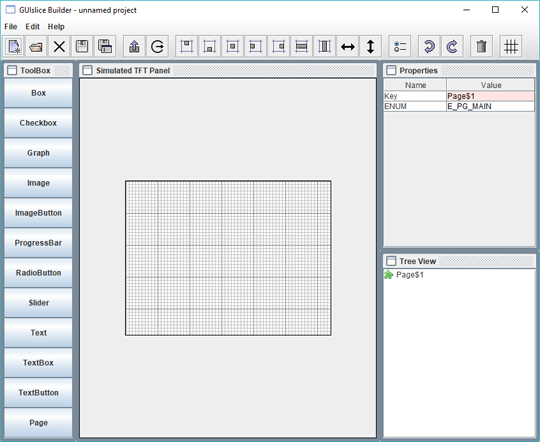 GUIslice Builder - unnamed project
File Edit Help
ToolBox
Box
Checkbox
Graph
Image
ImageButton
ProgressBar
RadioButton
Slider
Text
TextBox
TextButton
Page
Simulated TFT Panel
Properties
Name Value
Key Page$1
ENUM E_PG_MAIN
Tree View
Page$1